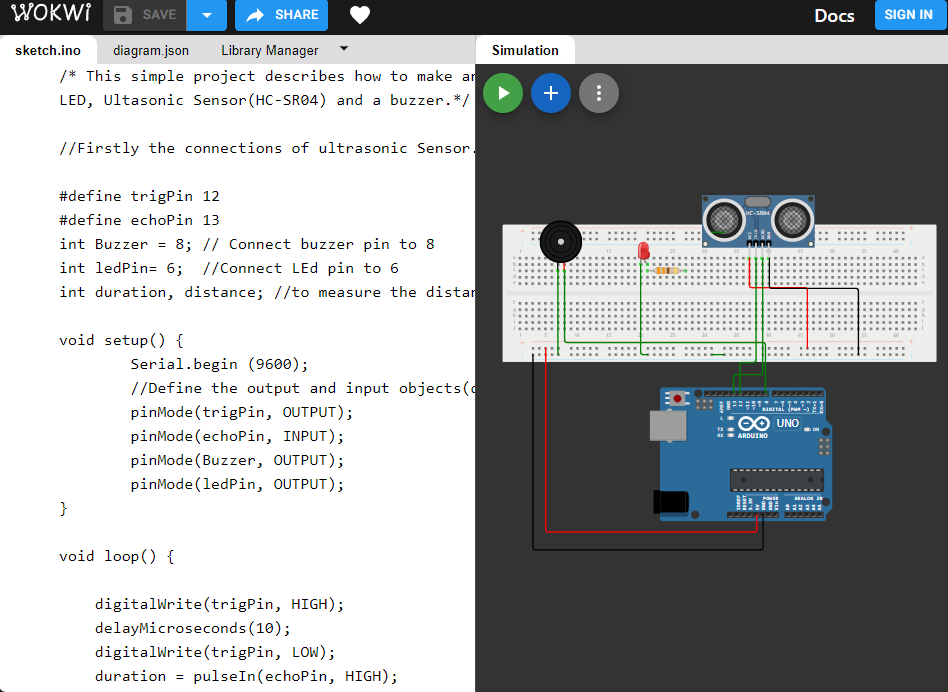 WOKWI SAVE SHARE Docs SIGN IN
sketch.ino diagram.json Library Manager Simulation
/* This simple project describes how to make an
LED, Ultasonic Sensor(HC-SR04) and a buzzer.*/
//Firstly the connections of ultrasonic Sensor.
#define trigPin 12
#define echoPin 13
int Buzzer = 8; // Connect buzzer pin to 8
int ledPin= 6;  //Connect LEd pin to 6
int duration, distance; //to measure the distan
void setup() {
Serial.begin (9600);
//Define the output and input objects(d
pinMode(trigPin, OUTPUT);
pinMode(echoPin, INPUT);
pinMode(Buzzer, OUTPUT);
pinMode(ledPin, OUTPUT);
}
void loop() {
digitalWrite(trigPin, HIGH);
delayMicroseconds(10);
digitalWrite(trigPin, LOW);
duration = pulseIn(echoPin, HIGH);
HC-SR04
DIGITAL (PWM ~)
L
TX
RX
UNO
ON
ARDUINO
POWER
ANALOG IN